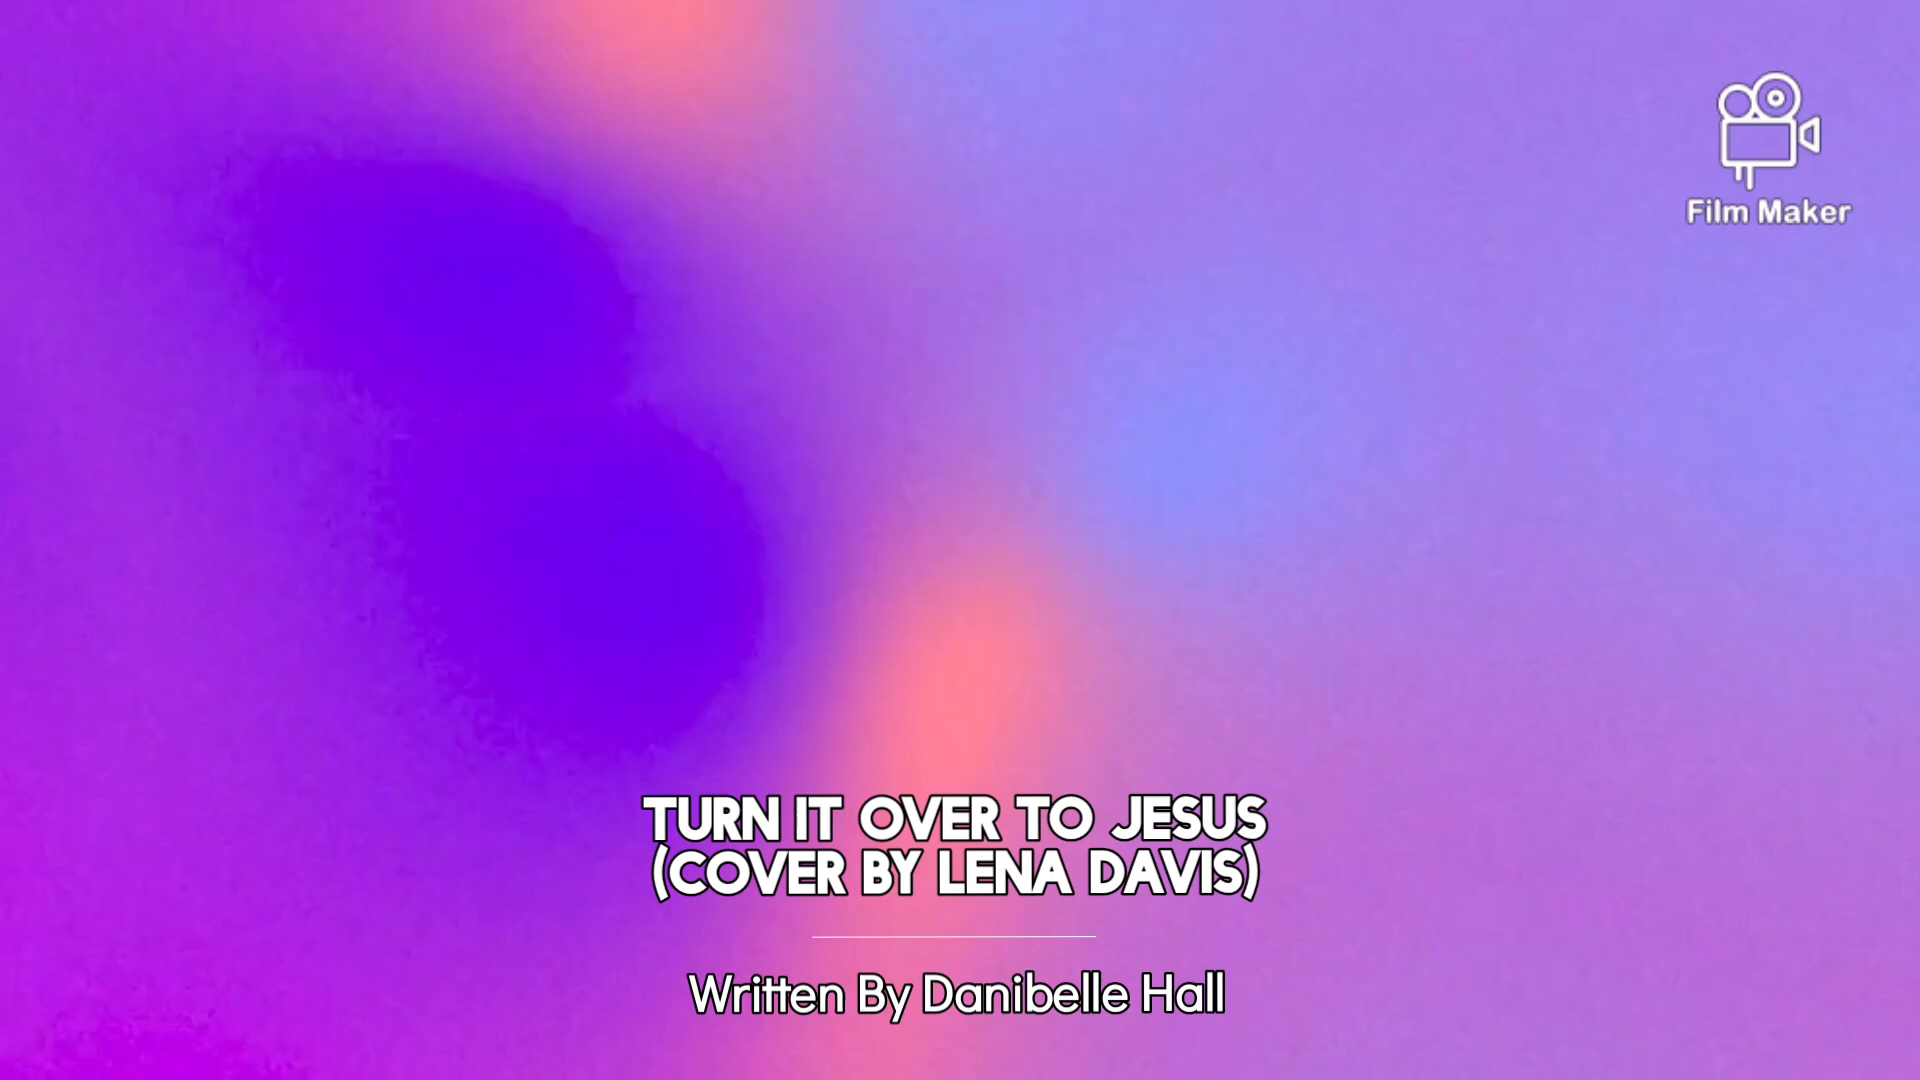 Film Maker
TURN IT OVER TO JESUS
(COVER BY LENA DAVIS)
Written By Danibelle Hall